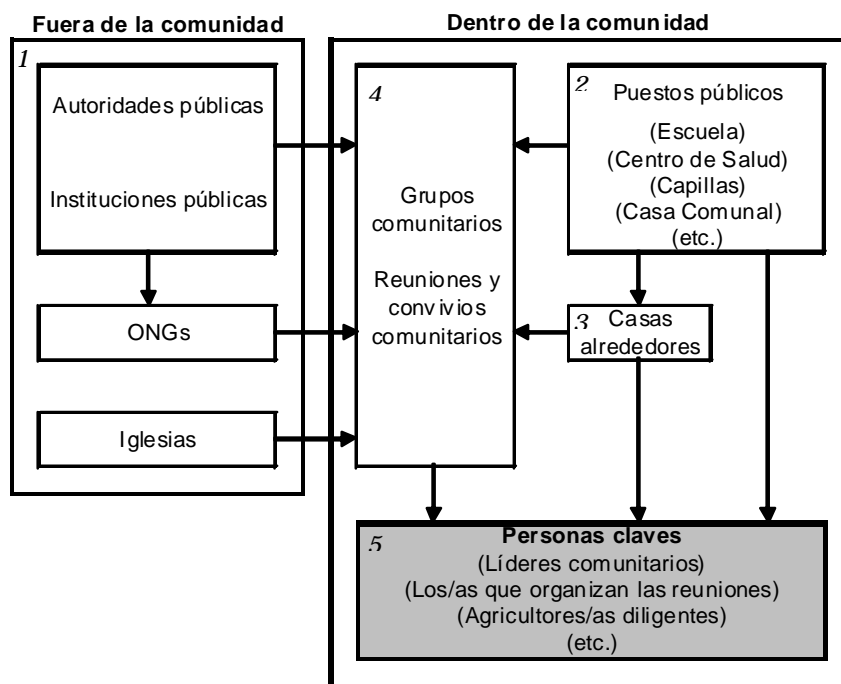 Fuera de la comunidad
1
Autoridades públicas
Instituciones públicas
ONGs
Iglesias
Dentro de la comunidad
4
Grupos
comunitarios
Reuniones y
convivios
comunitarios
2
Puestos públicos
(Escuela)
(Centro de Salud)
(Capillas)
(Casa Comunal)
(etc.)
3
Casas
alrededores
5
Personas claves
(Líderes comunitarios)
(Los/as que organizan las reuniones)
(Agricultores/as diligentes)
(etc.)